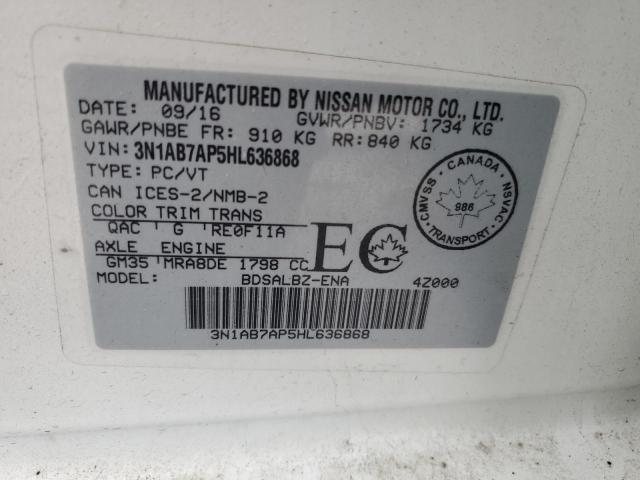 MANUFACTURED BY NISSAN MOTOR CO., LTD.
DATE: 09/16 GVWR/PNBV: 1734 KG
GAWR/PNBE FR: 910 KG RR: 840 KG
VIN: 3N1AB7AP5HL636868
TYPE: PC/VT
CAN ICES-2/NMB-2
COLOR TRIM TRANS
QAC G RE0F11A
AXLE ENGINE
GM35 MRA8DE 1798 CC
EC
CMVSS CANADA NSVAC
986
TRANSPORT
MODEL: BDSALBZ-ENA 4Z000
3N1AB7AP5HL636868